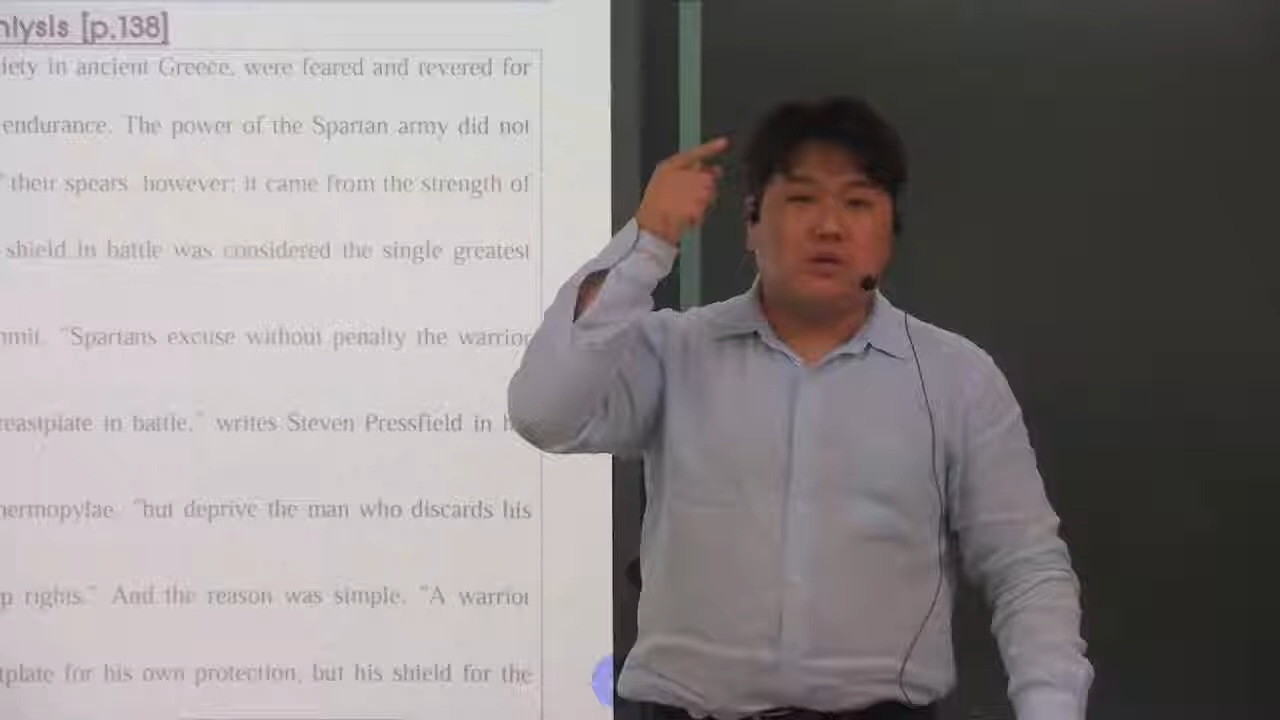 nlysis [p.138]
iety in ancient Greece, were feared and revered for
endurance. The power of the Spartan army did not
their spears, however; it came from the strength of
shield in battle was considered the single greatest
mmit. "Spartans excuse without penalty the warrior
reastplate in battle," writes Steven Pressfield in
hermopylae, "but deprive the man who discards his
p rights." And the reason was simple. "A warrior
tplate for his own protection, but his shield for the